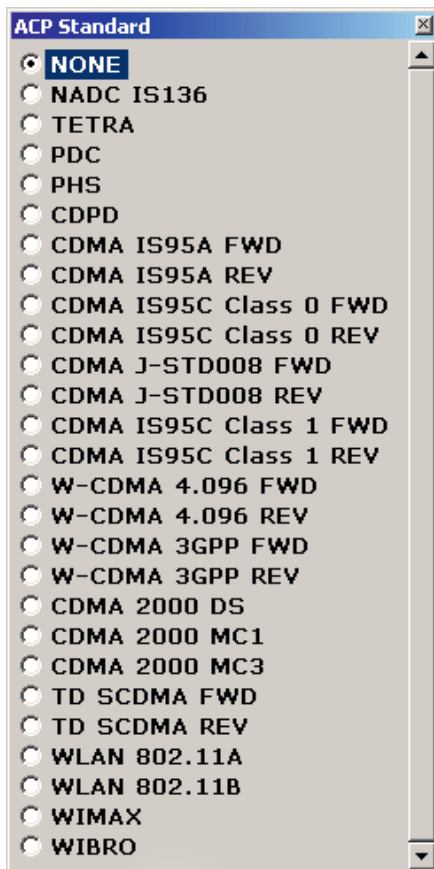 ACP Standard
NONE
NADC IS136
TETRA
PDC
PHS
CDPD
CDMA IS95A FWD
CDMA IS95A REV
CDMA IS95C Class 0 FWD
CDMA IS95C Class 0 REV
CDMA J-STD008 FWD
CDMA J-STD008 REV
CDMA IS95C Class 1 FWD
CDMA IS95C Class 1 REV
W-CDMA 4.096 FWD
W-CDMA 4.096 REV
W-CDMA 3GPP FWD
W-CDMA 3GPP REV
CDMA 2000 DS
CDMA 2000 MC1
CDMA 2000 MC3
TD SCDMA FWD
TD SCDMA REV
WLAN 802.11A
WLAN 802.11B
WIMAX
WIBRO